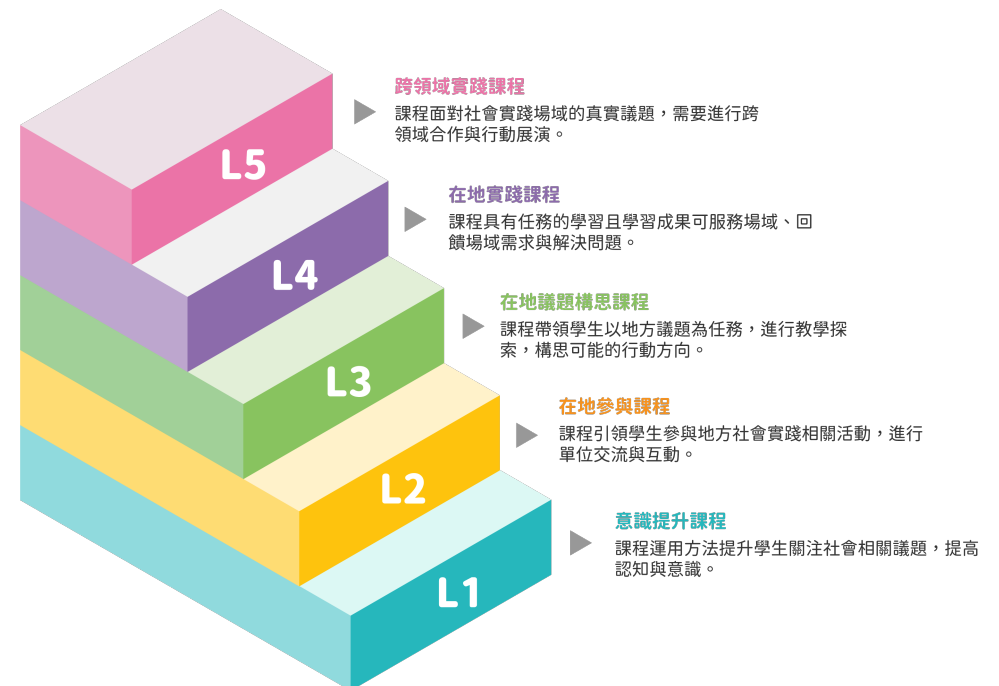 L5
跨領域實踐課程
課程面對社會實踐場域的真實議題，需要進行跨
領域合作與行動展演。
L4
在地實踐課程
課程具有任務的學習且學習成果可服務場域、回
饋場域需求與解決問題。
L3
在地議題構思課程
課程帶領學生以地方議題為任務，進行教學探
索，構思可能的行動方向。
L2
在地參與課程
課程引領學生參與地方社會實踐相關活動，進行
單位交流與互動。
L1
意識提升課程
課程運用方法提升學生關注社會相關議題，提高
認知與意識。